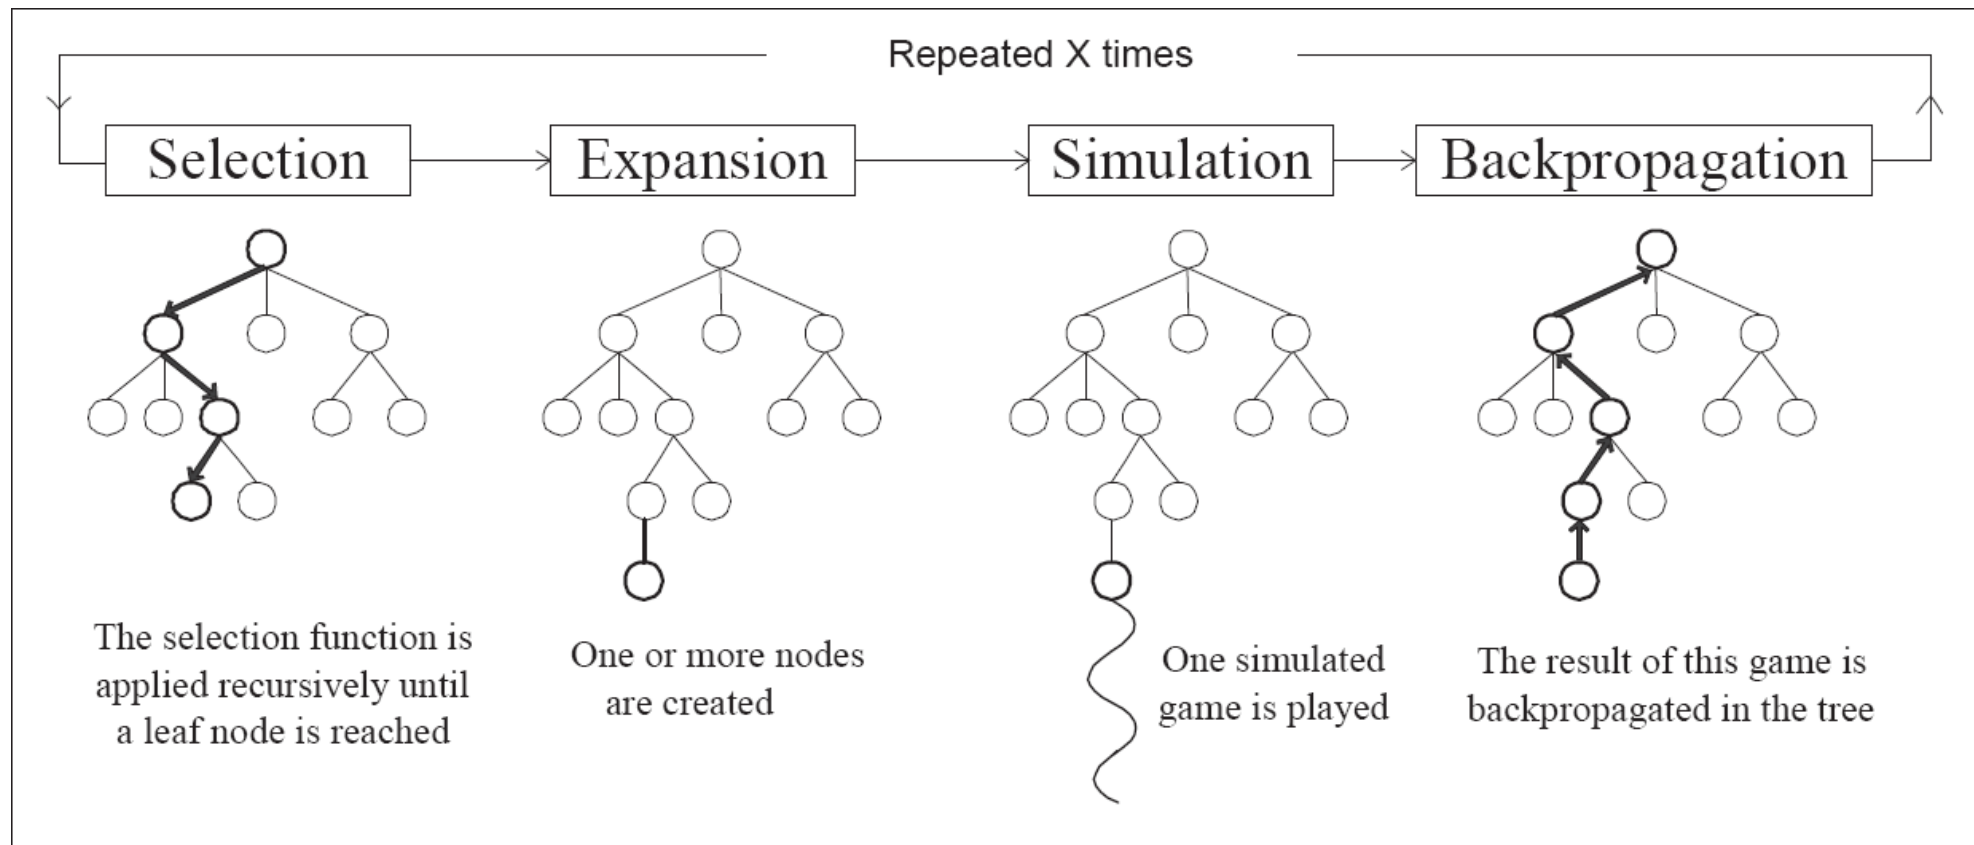 Repeated X times
Selection
Expansion
Simulation
Backpropagation
The selection function is
applied recursively until
a leaf node is reached
One or more nodes
are created
One simulated
game is played
The result of this game is
backpropagated in the tree